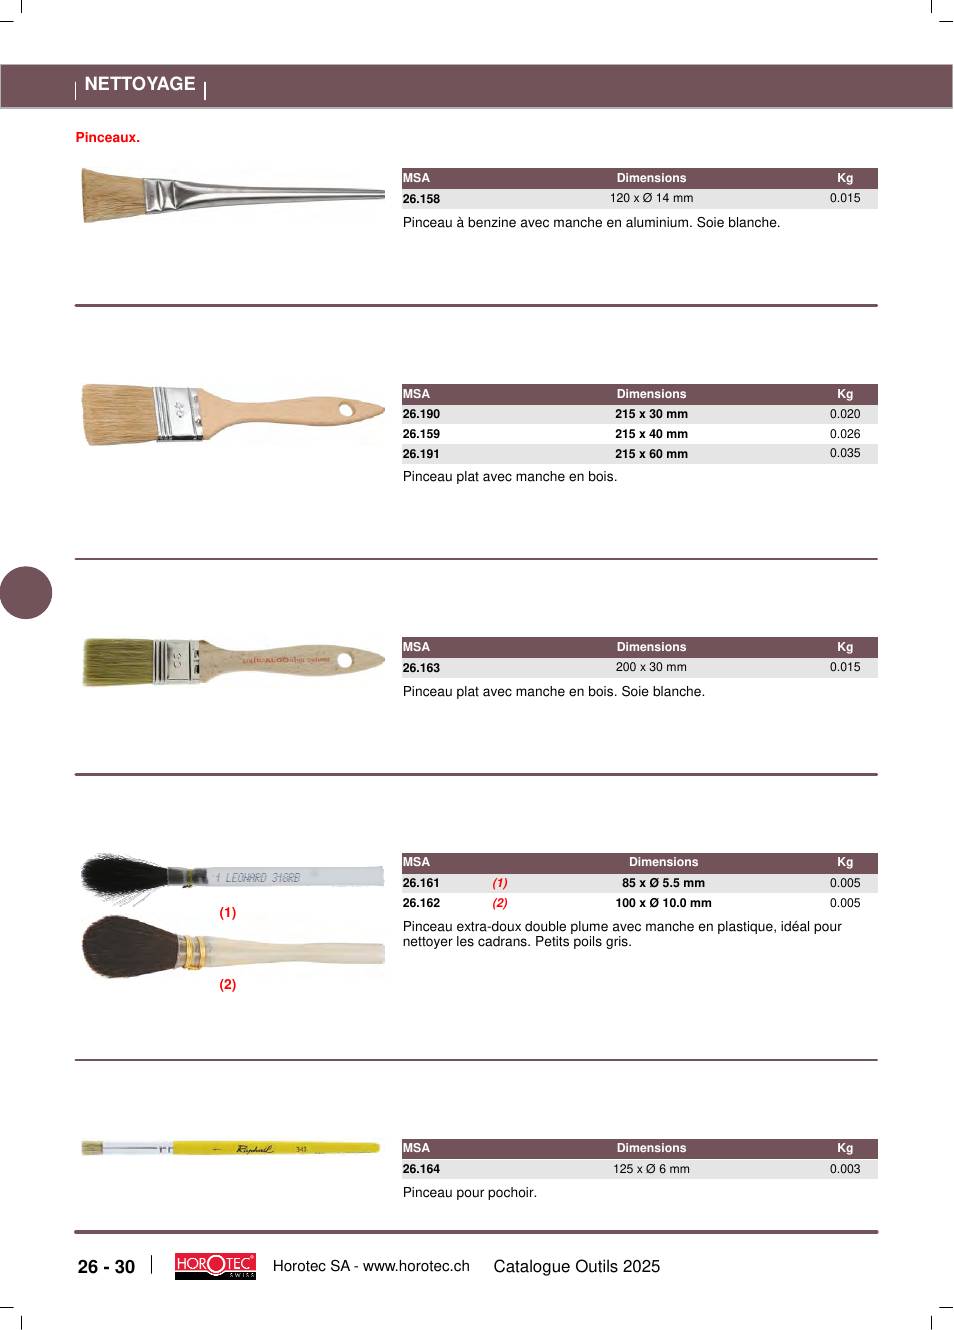 NETTOYAGE
Pinceaux.
MSA Dimensions Kg
26.158 120 x Ø 14 mm 0.015
Pinceau à benzine avec manche en aluminium. Soie blanche.
MSA Dimensions Kg
26.190 215 x 30 mm 0.020
26.159 215 x 40 mm 0.026
26.191 215 x 60 mm 0.035
Pinceau plat avec manche en bois.
MSA Dimensions Kg
26.163 200 x 30 mm 0.015
Pinceau plat avec manche en bois. Soie blanche.
1 LEONARD 318RB
(1)
(2)
MSA Dimensions Kg
26.161 (1) 85 x Ø 5.5 mm 0.005
26.162 (2) 100 x Ø 10.0 mm 0.005
Pinceau extra-doux double plume avec manche en plastique, idéal pour
nettoyer les cadrans. Petits poils gris.
Raphaël
MSA Dimensions Kg
26.164 125 x Ø 6 mm 0.003
Pinceau pour pochoir.
26 - 30
HOROTEC®
SWISS
Horotec SA - www.horotec.ch Catalogue Outils 2025